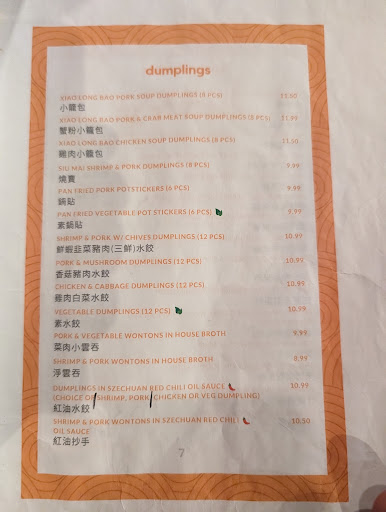 dumplings
XIAO LONG BAO PORK SOUP DUMPLINGS (8 PCS) 11.50
小籠包
XIAO LONG BAO PORK & CRAB MEAT SOUP DUMPLINGS (8 PCS) 11.99
蟹粉小籠包
XIAO LONG BAO CHICKEN SOUP DUMPLINGS (8 PCS) 11.50
雞肉小籠包
SIU MAI SHRIMP & PORK DUMPLINGS (8 PCS) 9.99
燒賣
PAN FRIED PORK POTSTICKERS (6 PCS) 9.99
鍋貼
PAN FRIED VEGETABLE POT STICKERS (6 PCS) 9.99
素鍋貼
SHRIMP & PORK W/ CHIVES DUMPLINGS (12 PCS) 10.99
鮮蝦韭菜豬肉(三鮮)水餃
PORK & MUSHROOM DUMPLINGS (12 PCS) 10.99
香菇豬肉水餃
CHICKEN & CABBAGE DUMPLINGS (12 PCS) 10.99
雞肉白菜水餃
VEGETABLE DUMPLINGS (12 PCS) 10.99
素水餃
PORK & VEGETABLE WONTONS IN HOUSE BROTH 9.99
菜肉小雲吞
SHRIMP & PORK WONTONS IN HOUSE BROTH 8.99
淨雲吞
DUMPLINGS IN SZECHUAN RED CHILI OIL SAUCE 10.99
(CHOICE OF SHRIMP, PORK, CHICKEN OR VEG DUMPLING)
紅油水餃
SHRIMP & PORK WONTONS IN SZECHUAN RED CHILI 10.50
OIL SAUCE
紅油抄手
7